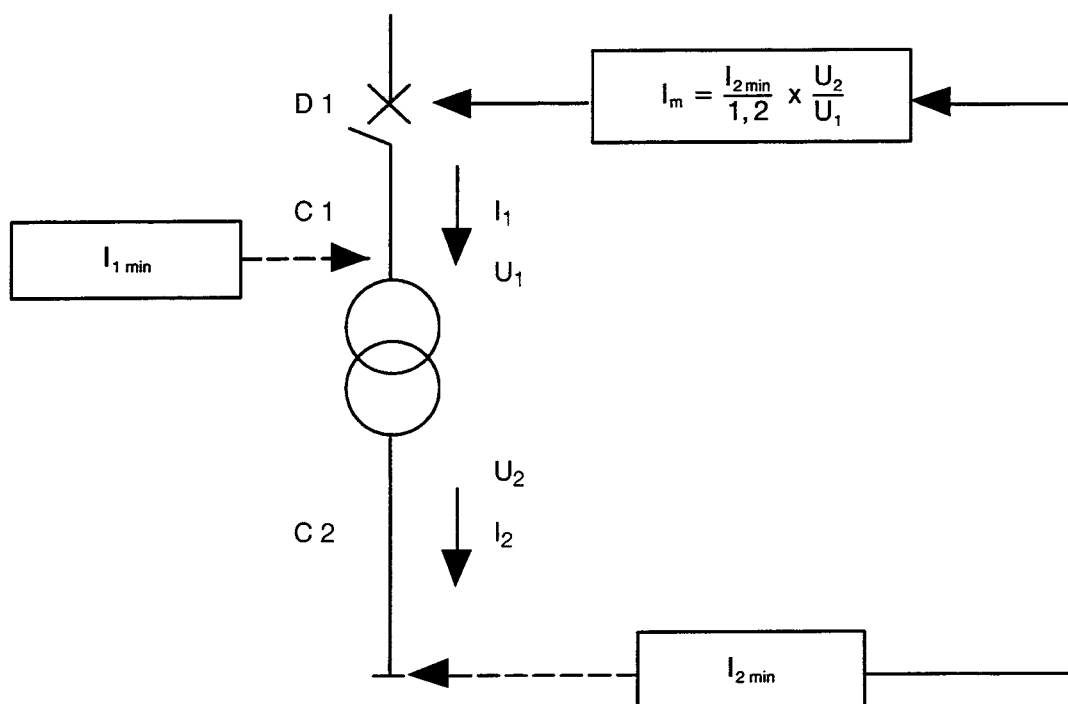 D 1
I_m = I_2 min / 1, 2 x U_2 / U_1
C 1
I_1
I_1 min
U_1
U_2
C 2
I_2
I_2 min